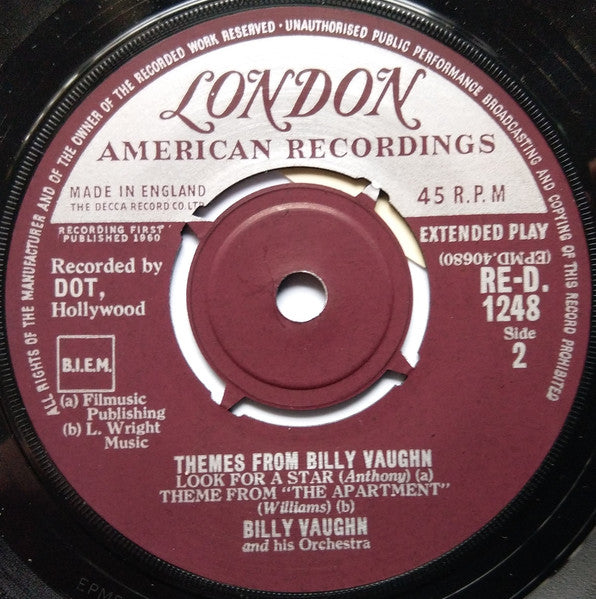 ALL RIGHTS OF THE MANUFACTURER AND OF THE OWNER OF THE RECORDED WORK RESERVED · UNAUTHORISED PUBLIC PERFORMANCE, BROADCASTING AND COPYING OF THIS RECORD PROHIBITED
LONDON
AMERICAN RECORDINGS
MADE IN ENGLAND
THE DECCA RECORD CO. LTD
45 R.P.M
RECORDING FIRST
PUBLISHED 1960
EXTENDED PLAY
(EPMD.40680)
Recorded by
DOT,
Hollywood
RE-D.
1248
Side
2
B.I.E.M.
(a) Filmusic
Publishing
(b) L. Wright
Music
THEMES FROM BILLY VAUGHN
LOOK FOR A STAR (Anthony) (a)
THEME FROM "THE APARTMENT"
(Williams) (b)
BILLY VAUGHN
and his Orchestra